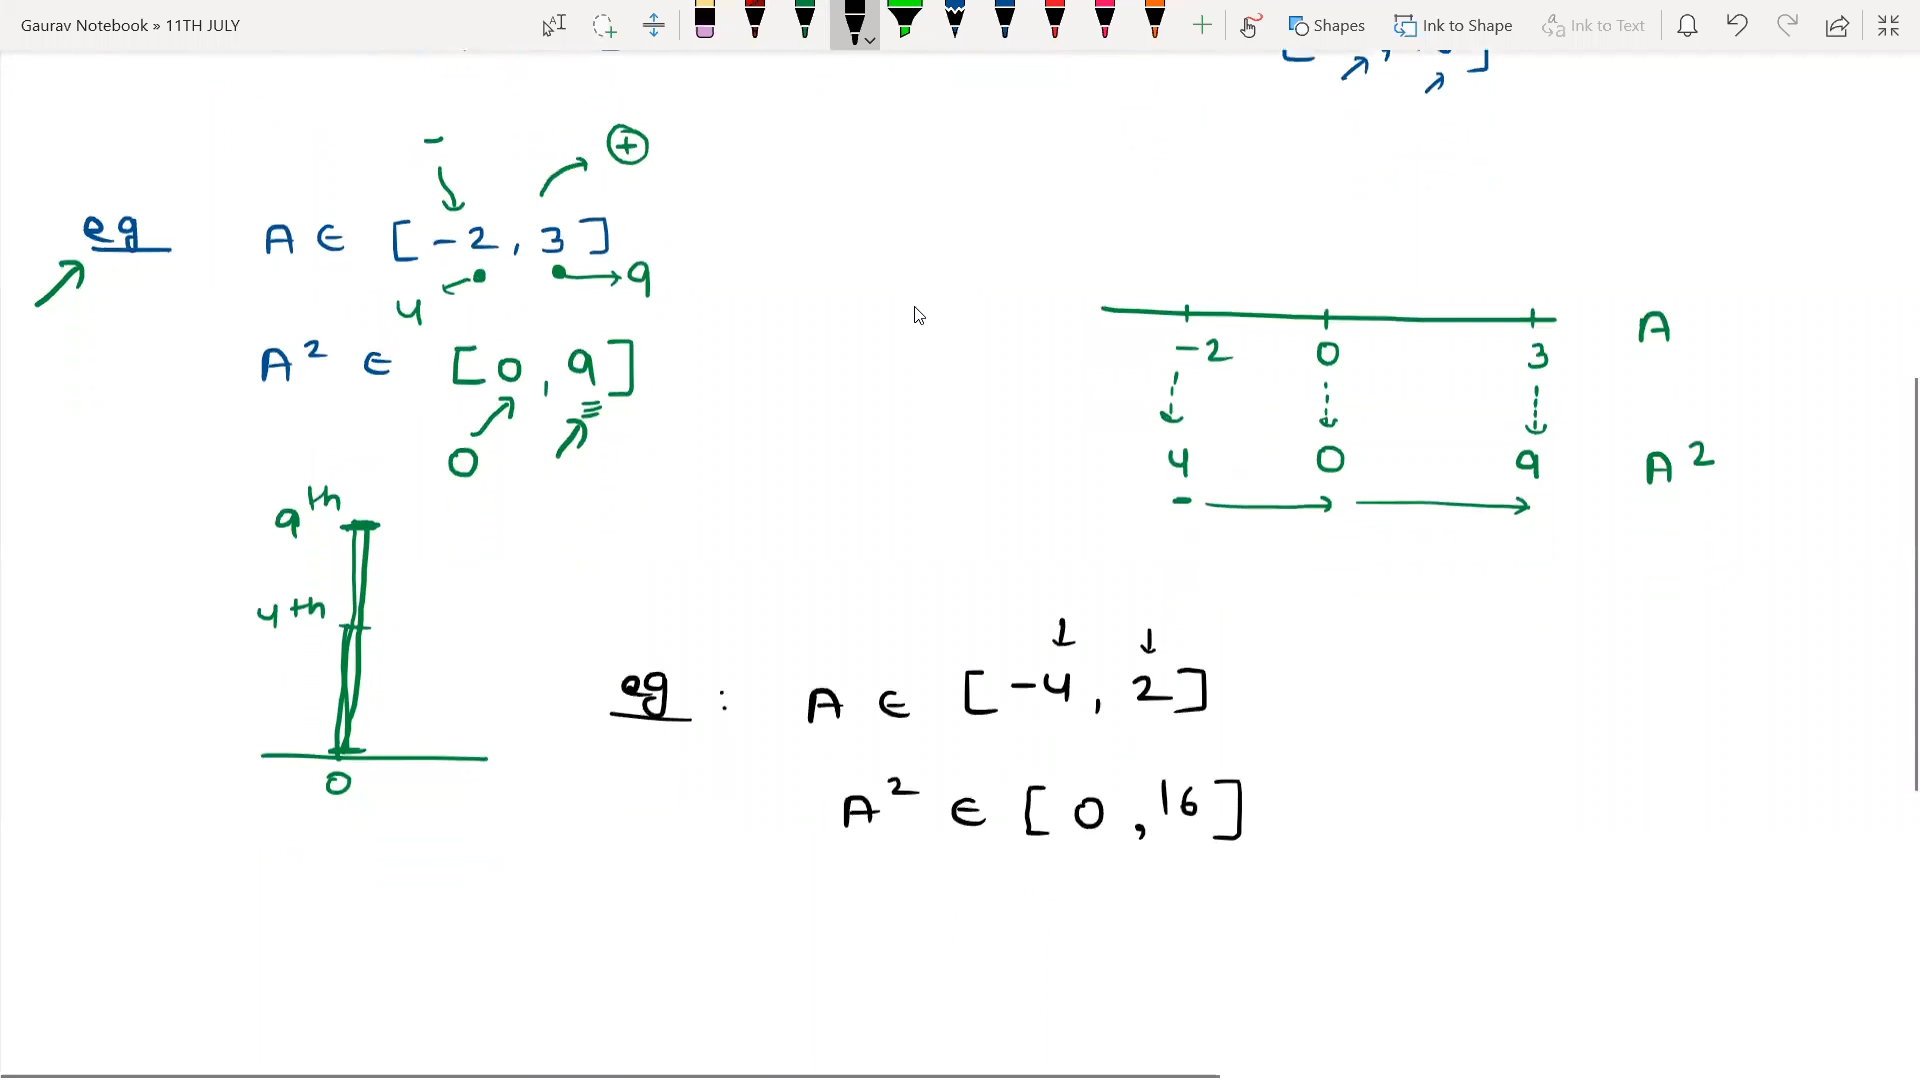 Gaurav Notebook » 11TH JULY
Shapes Ink to Shape Ink to Text
- +
eg A ∈ [-2, 3]
4 9
A² ∈ [0, 9]
0
-2 0 3 A
4 0 9 A²
9th
4th
0
eg : A ∈ [-4, 2]
A² ∈ [0, 16]